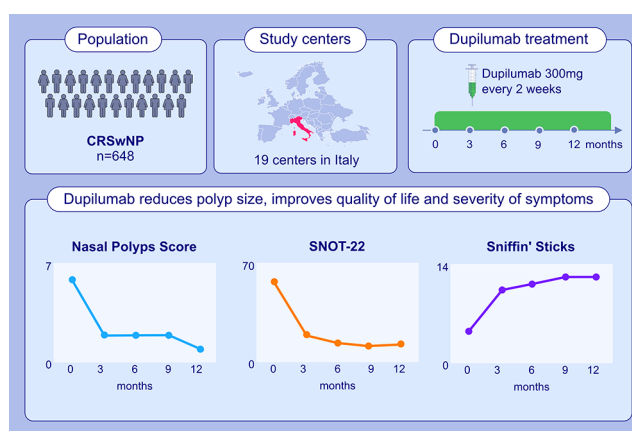 Population
Study centers
Dupilumab treatment
CRSwNP
n=648
19 centers in Italy
Dupilumab 300mg
every 2 weeks
0 3 6 9 12 months
Dupilumab reduces polyp size, improves quality of life and severity of symptoms
Nasal Polyps Score
7
0
0 3 6 9 12
months
SNOT-22
70
0
0 3 6 9 12
months
Sniffin' Sticks
14
0
0 3 6 9 12
months